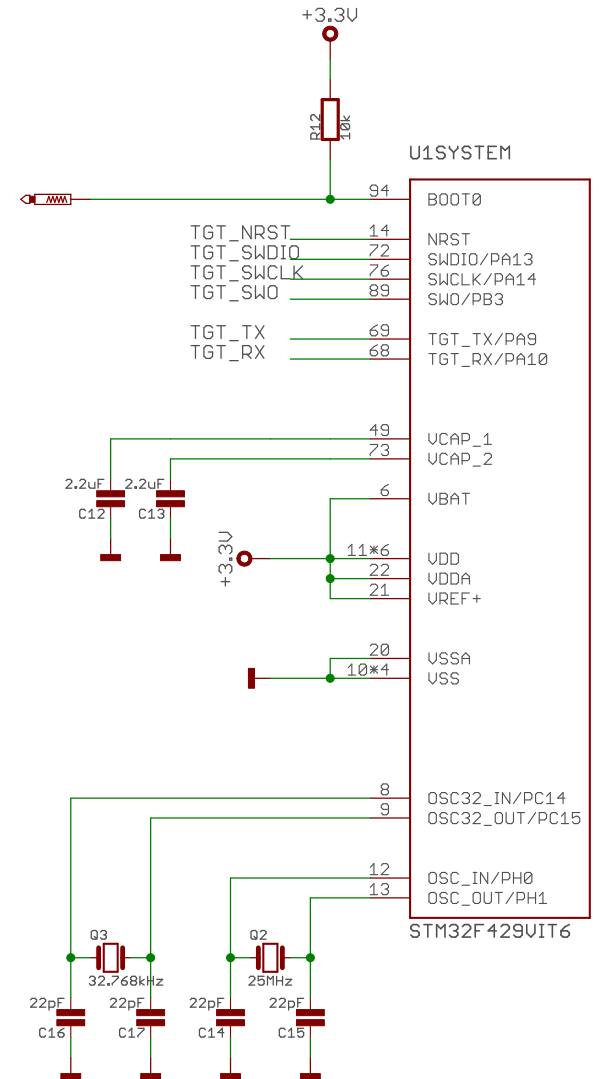 +3.3V
R12
10k
U1SYSTEM
94 BOOT0
TGT_NRST 14 NRST
TGT_SWDIO 72 SWDIO/PA13
TGT_SWCLK 76 SWCLK/PA14
TGT_SWO 89 SWO/PB3
TGT_TX 69 TGT_TX/PA9
TGT_RX 68 TGT_RX/PA10
49 VCAP_1
73 VCAP_2
2.2uF 2.2uF
C12 C13
6 VBAT
+3.3V
11*6 VDD
22 VDDA
21 VREF+
20 VSSA
10*4 VSS
8 OSC32_IN/PC14
9 OSC32_OUT/PC15
12 OSC_IN/PH0
13 OSC_OUT/PH1
STM32F429VIT6
Q3 Q2
32.768kHz 25MHz
22pF 22pF 22pF 22pF
C16 C17 C14 C15